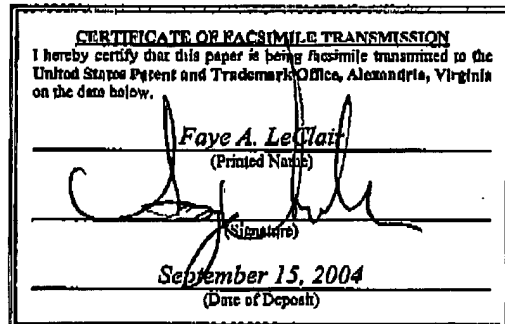 CERTIFICATE OF FACSIMILE TRANSMISSION
I hereby certify that this paper is being facsimile transmitted to the
United States Patent and Trademark Office, Alexandria, Virginia
on the date below.
Faye A. LeClair
(Printed Name)
(Signature)
September 15, 2004
(Date of Deposit)